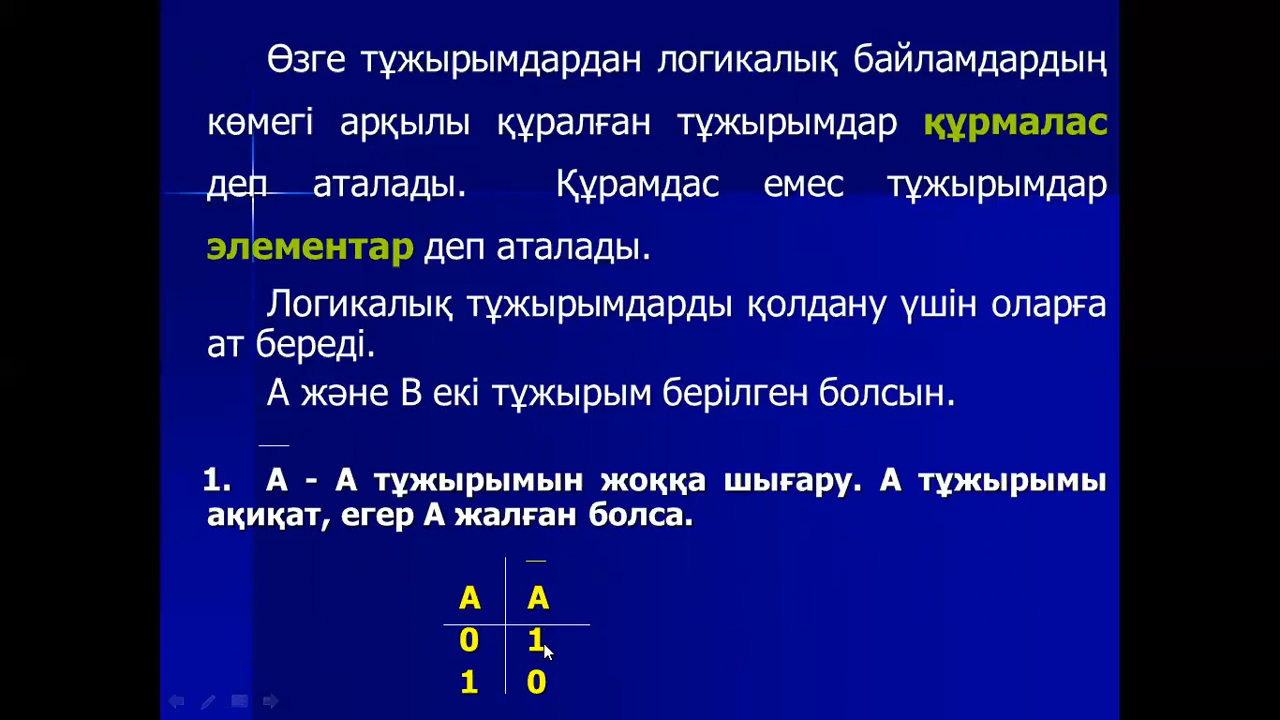 Өзге тұжырымдардан логикалық байламдардың
көмегі арқылы құралған тұжырымдар құрмалас
деп аталады. Құрамдас емес тұжырымдар
элементар деп аталады.
Логикалық тұжырымдарды қолдану үшін оларға
ат береді.
А және В екі тұжырым берілген болсын.
1. А̅ - А тұжырымын жоққа шығару. А тұжырымы
ақиқат, егер А жалған болса.
А А̅
0 1
1 0